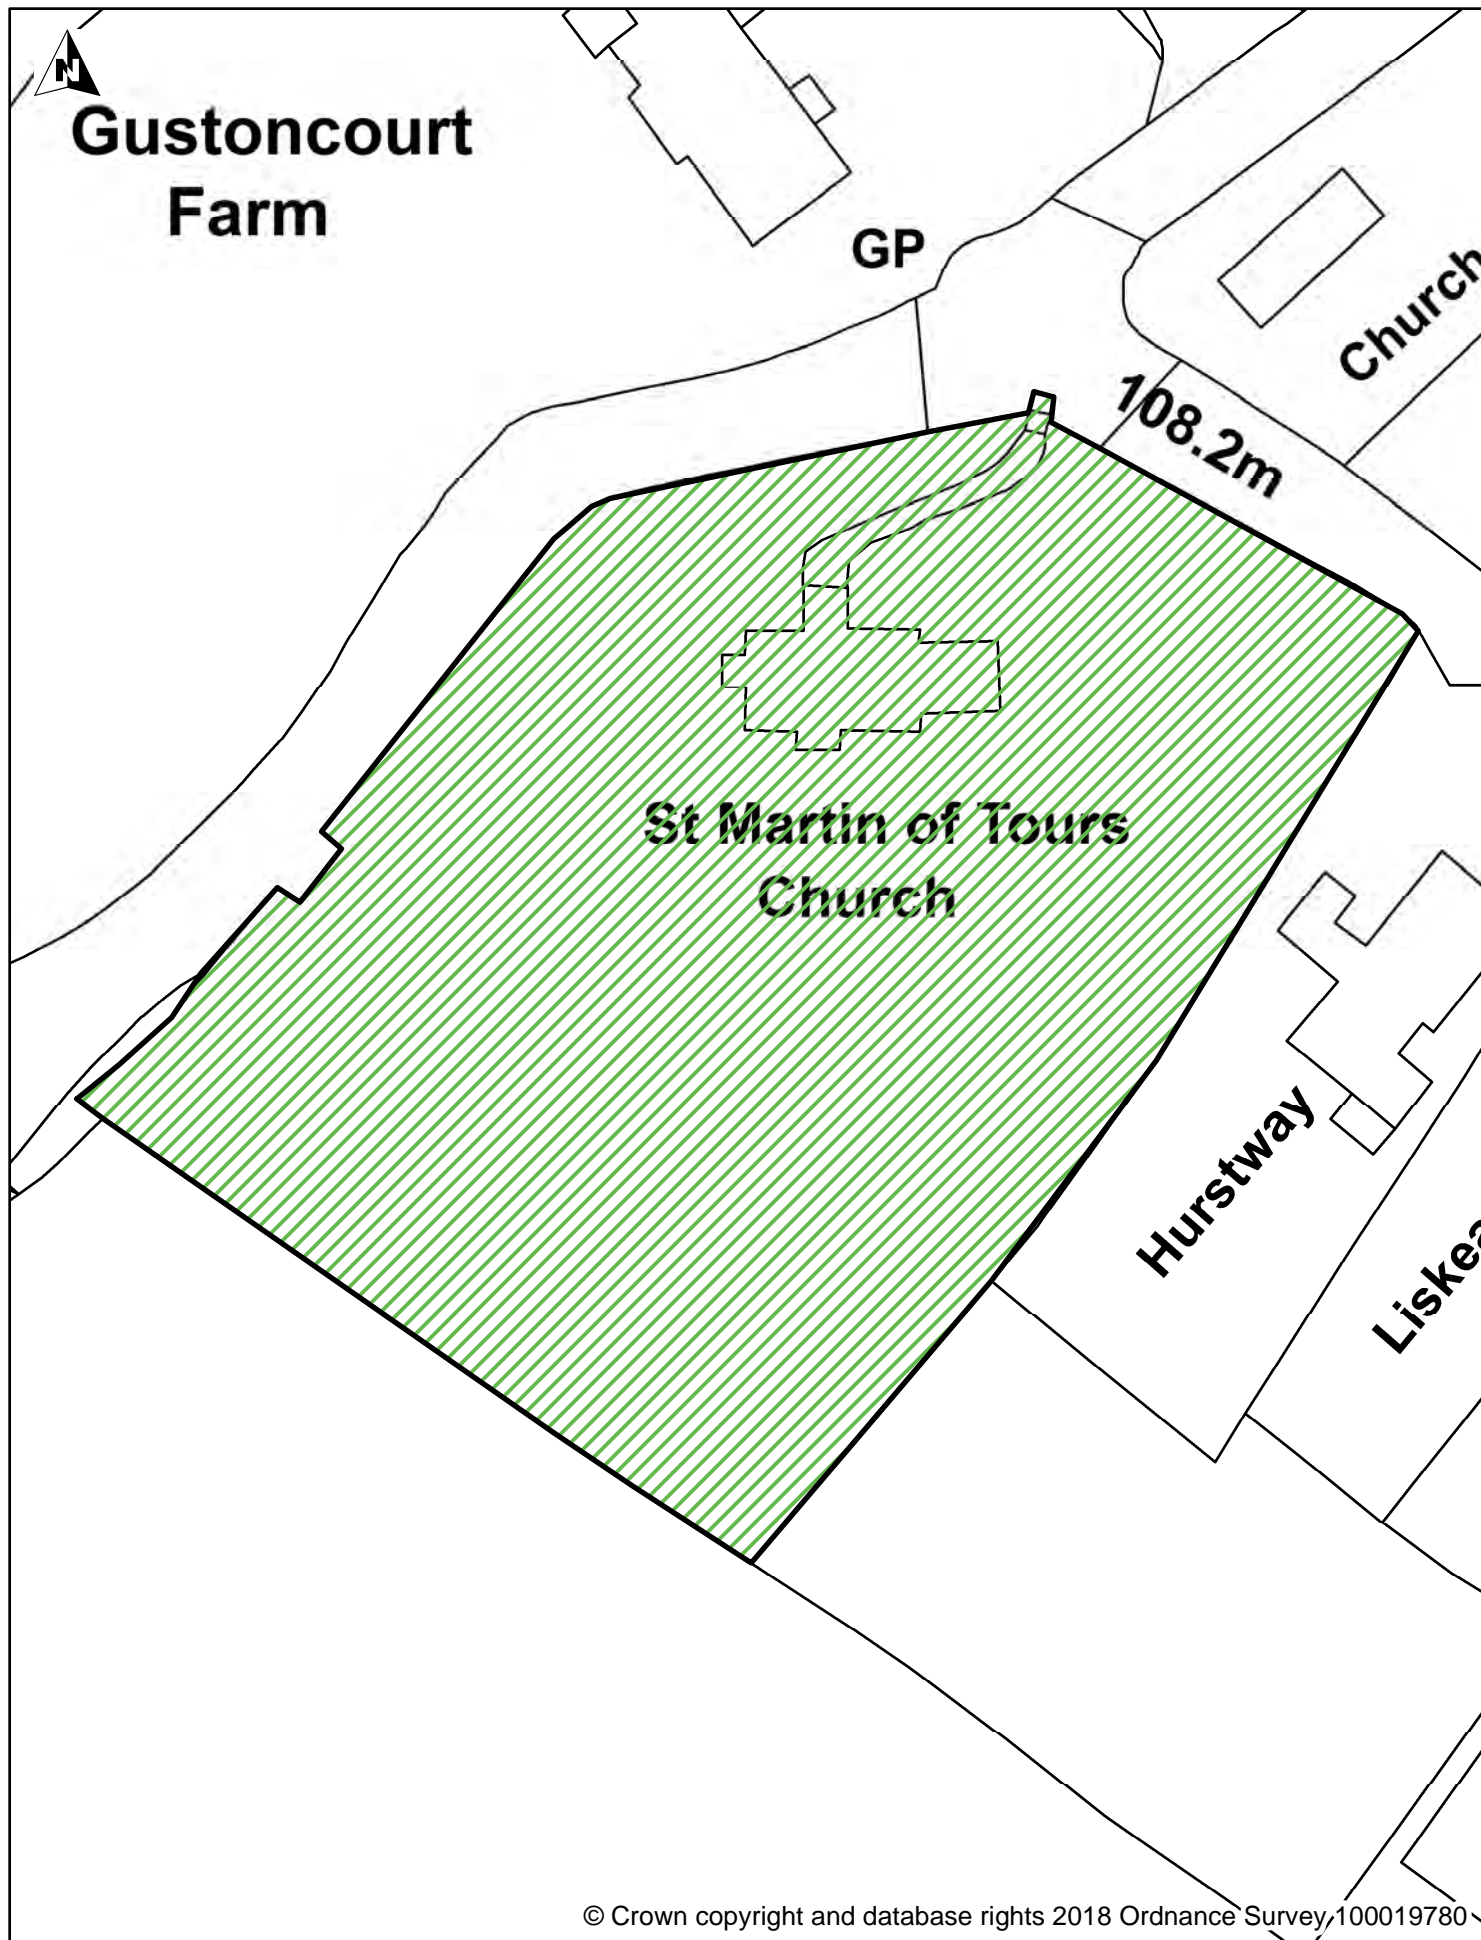 N
Gustoncourt
Farm
GP
Church
108.2m
St Martin of Tours
Church
Hurstway
© Crown copyright and database rights 2018 Ordnance Survey 100019780